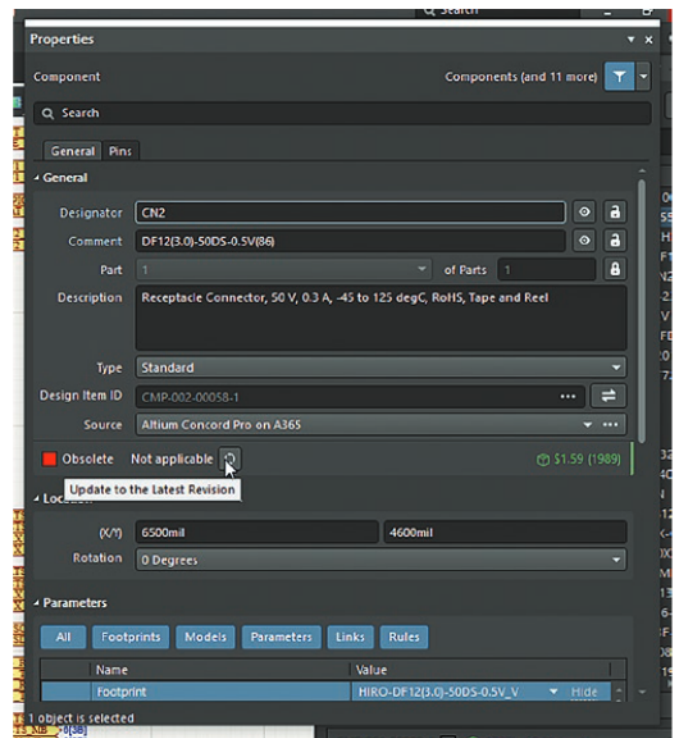 Search
Properties
Component Components (and 11 more)
Search
General Pins
General
Designator CN2
Comment DF12(3.0)-50DS-0.5V(86)
Part 1 of Parts 1
Description Receptacle Connector, 50 V, 0.3 A, -45 to 125 degC, RoHS, Tape and Reel
Type Standard
Design Item ID CMP-002-00058-1
Source Altium Concord Pro on A365
Obsolete Not applicable $1.59 (1989)
Update to the Latest Revision
(X/Y) 6500mil 4600mil
Rotation 0 Degrees
Parameters
All Footprints Models Parameters Links Rules
Name Value
Footprint HIRO-DF12(3.0)-50DS-0.5V_V Hide
1 object is selected